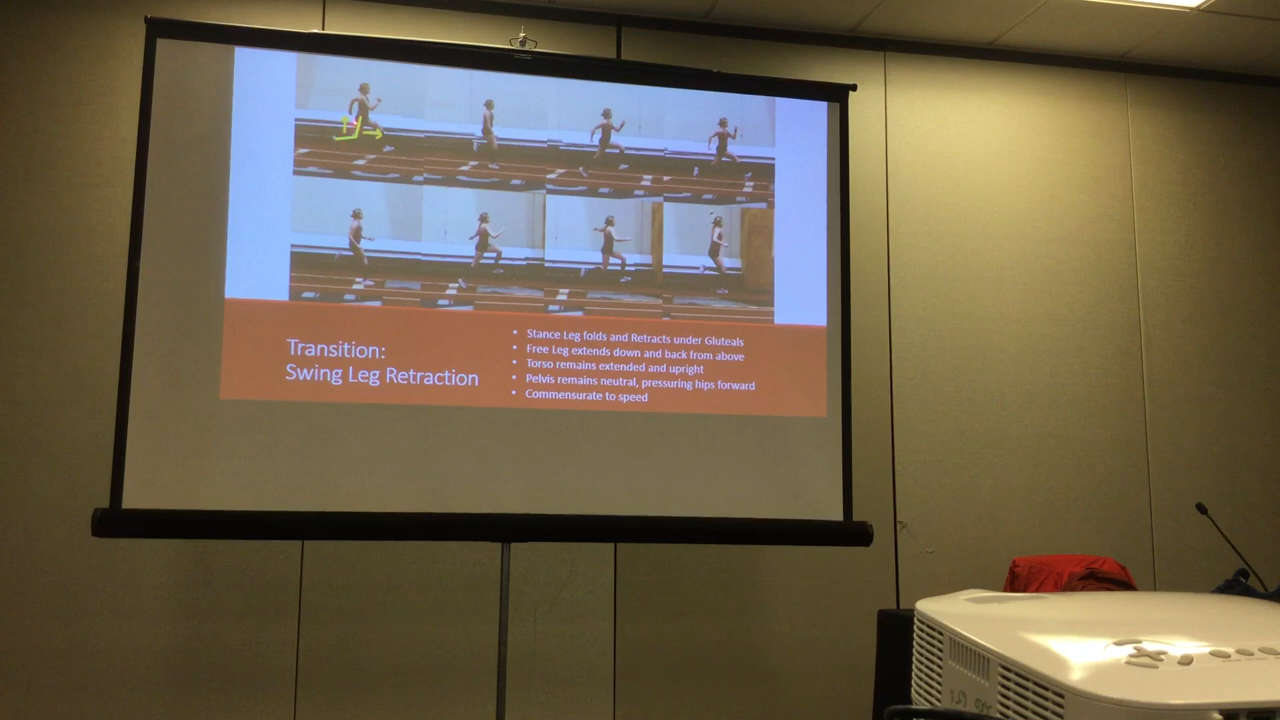 Transition:
Swing Leg Retraction
• Stance Leg folds and Retracts under Gluteals
• Free Leg extends down and back from above
• Torso remains extended and upright
• Pelvis remains neutral, pressuring hips forward
• Commensurate to speed